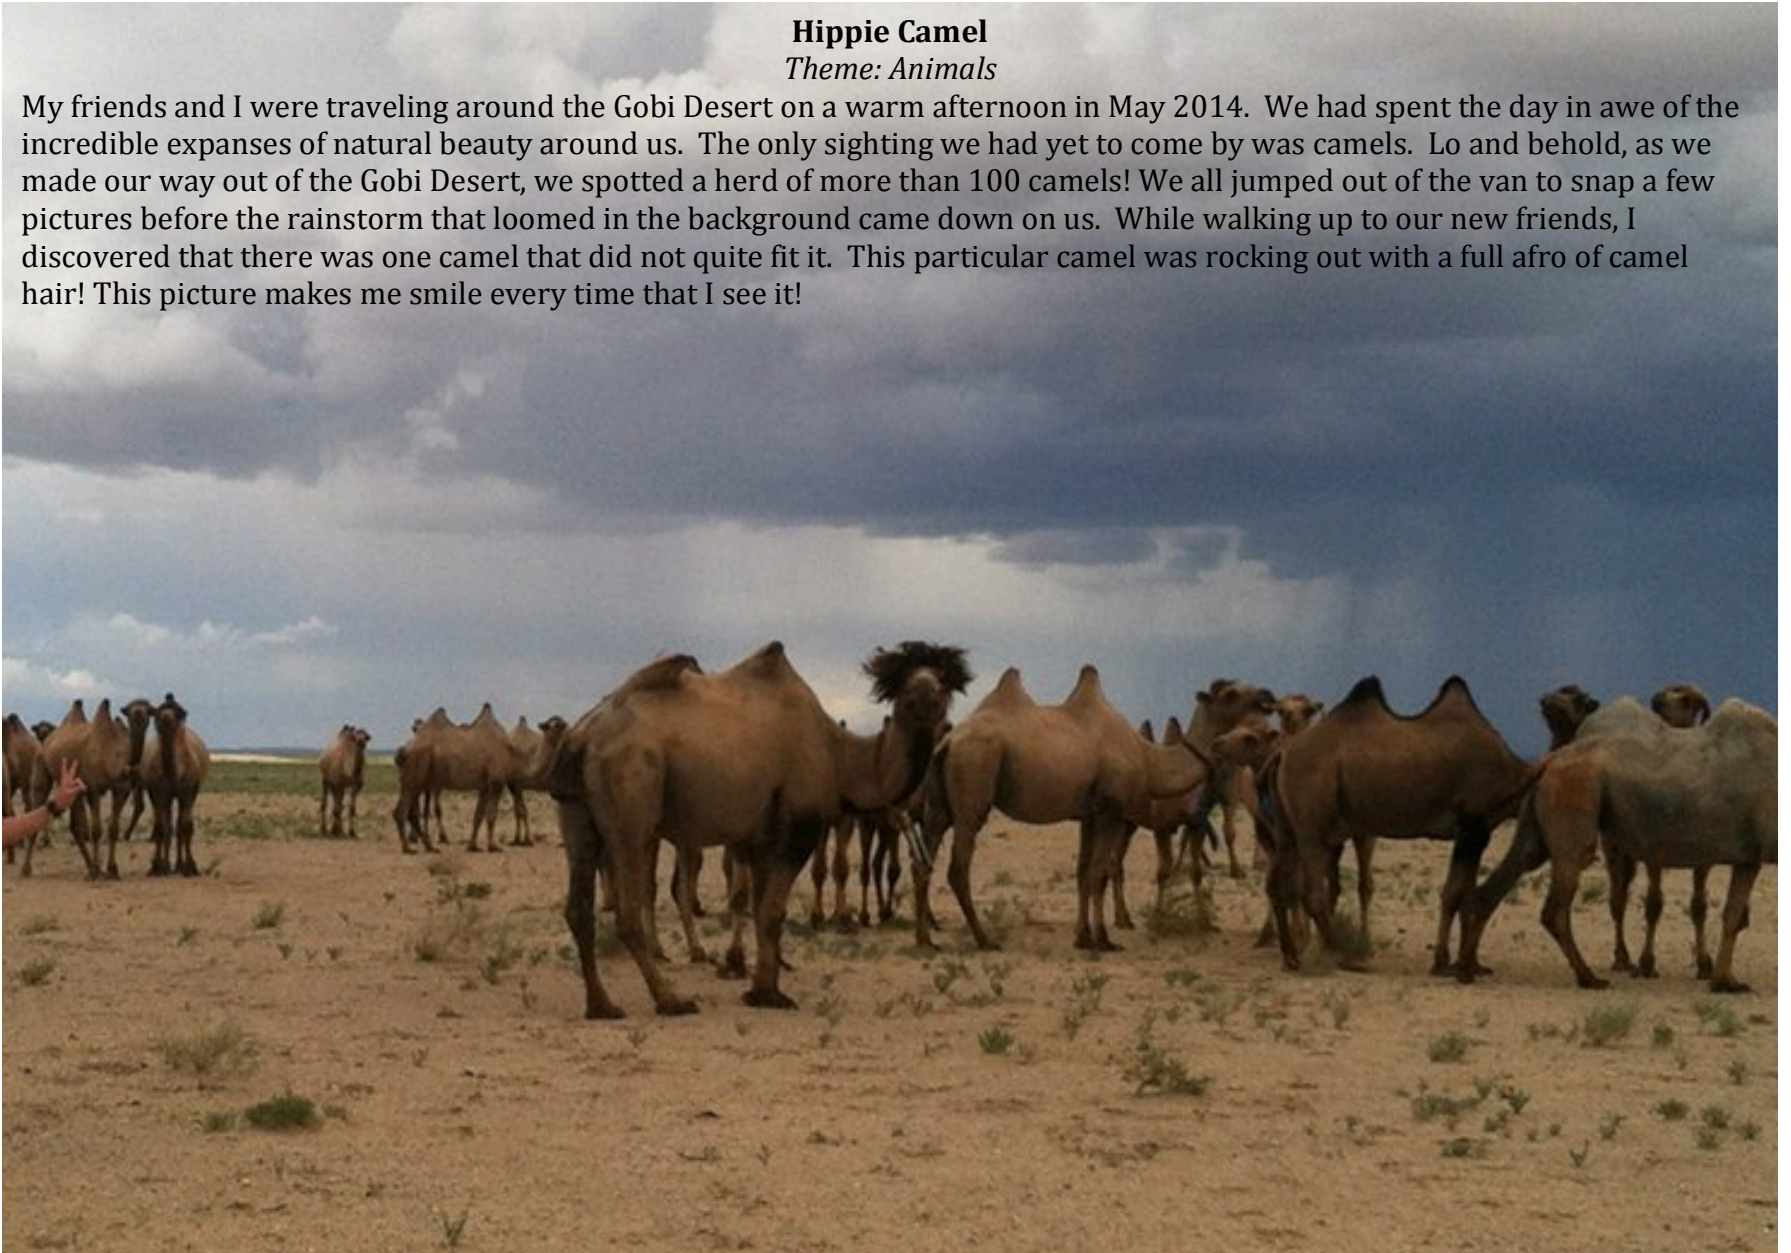 Hippie Camel
Theme: Animals
My friends and I were traveling around the Gobi Desert on a warm afternoon in May 2014.  We had spent the day in awe of the
incredible expanses of natural beauty around us.  The only sighting we had yet to come by was camels.  Lo and behold, as we
made our way out of the Gobi Desert, we spotted a herd of more than 100 camels! We all jumped out of the van to snap a few
pictures before the rainstorm that loomed in the background came down on us.  While walking up to our new friends, I
discovered that there was one camel that did not quite fit it.  This particular camel was rocking out with a full afro of camel
hair! This picture makes me smile every time that I see it!